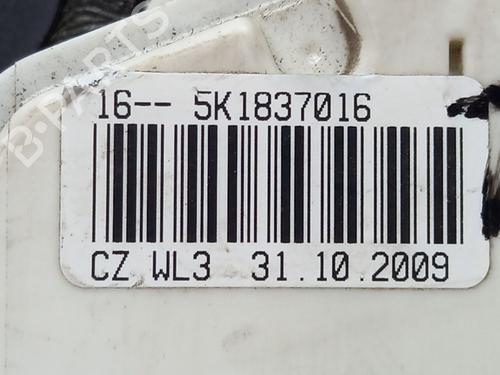 B-PARTS
16-- 5K1837016
CZ WL3 31.10.2009